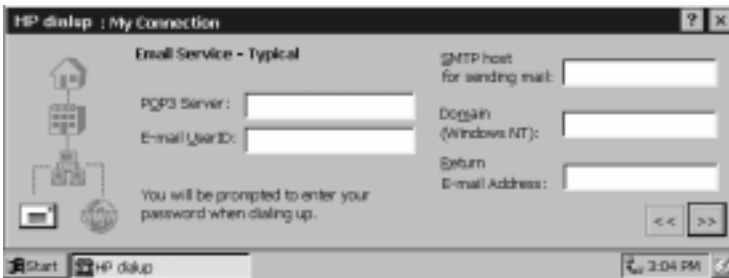 HP dialup : My Connection
? ×
Email Service - Typical
POP3 Server:
E-mail UserID:
You will be prompted to enter your
password when dialing up.
SMTP host
for sending mail:
Domain
(Windows NT):
Return
E-mail Address:
<< >>
Start
HP dialup
3:04 PM